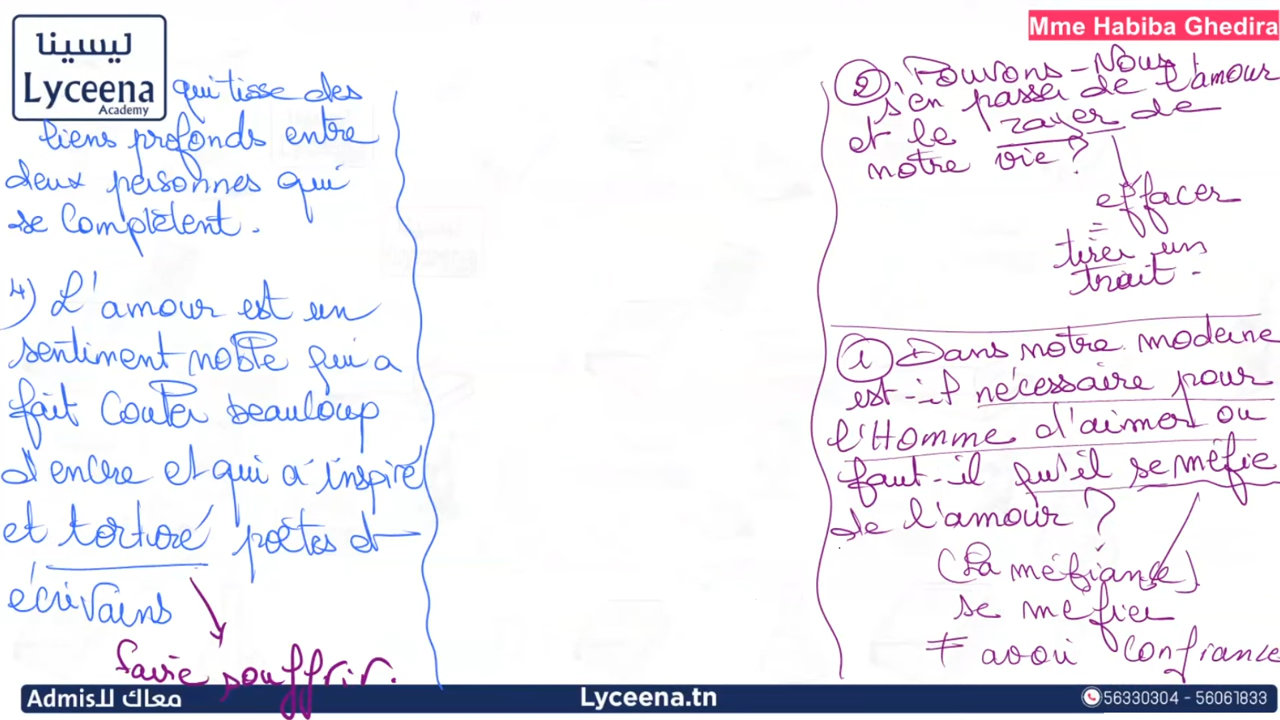 ليسينا
Lyceena
Academy
Mme Habiba Ghedira
qui tisse des
liens profonds entre
deux personnes qui
se complètent.
4) L'amour est un
sentiment noble qui a
fait couler beaucoup
d'encre et qui a inspiré
et torturé poètes et
écrivains
faire souffrir.
2) Pouvons-Nous
s'en passer de l'amour
et le rayer de
notre vie ?
effacer
=
tirer un
trait.
1) Dans notre moderne
est-il nécessaire pour
l'Homme d'aimer ou
faut-il qu'il se méfie
de l'amour ?
(La méfiance)
se méfier
≠ avoir confiance
معاك للـAdmis
Lyceena.tn
56330304 - 56061833